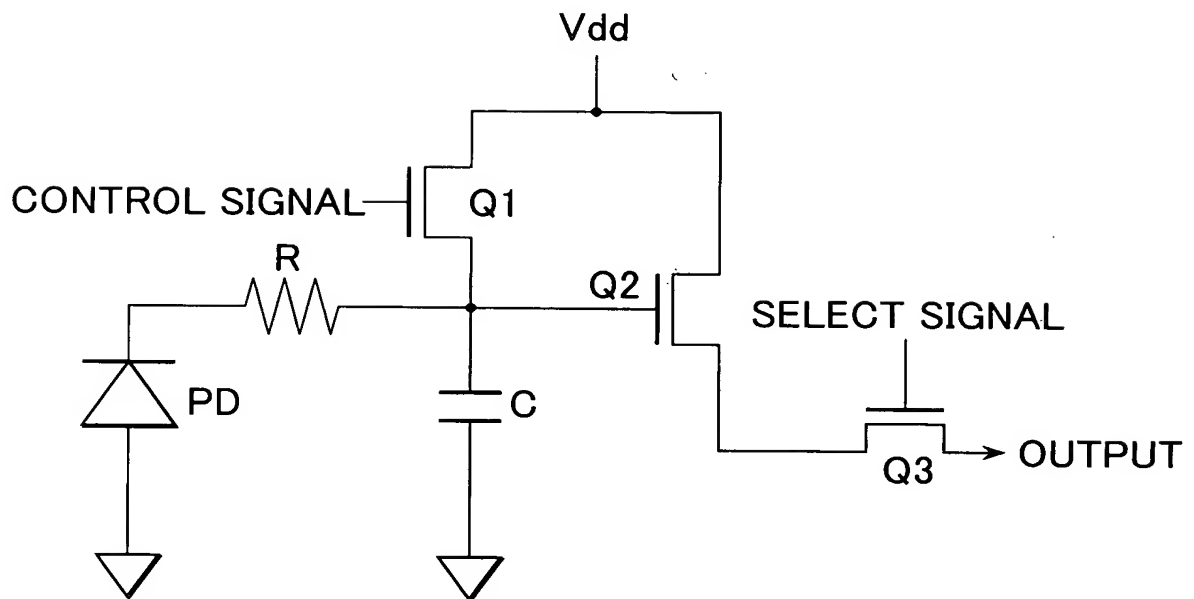 Vdd
CONTROL SIGNAL
Q1
R
Q2
SELECT SIGNAL
PD
C
Q3
OUTPUT